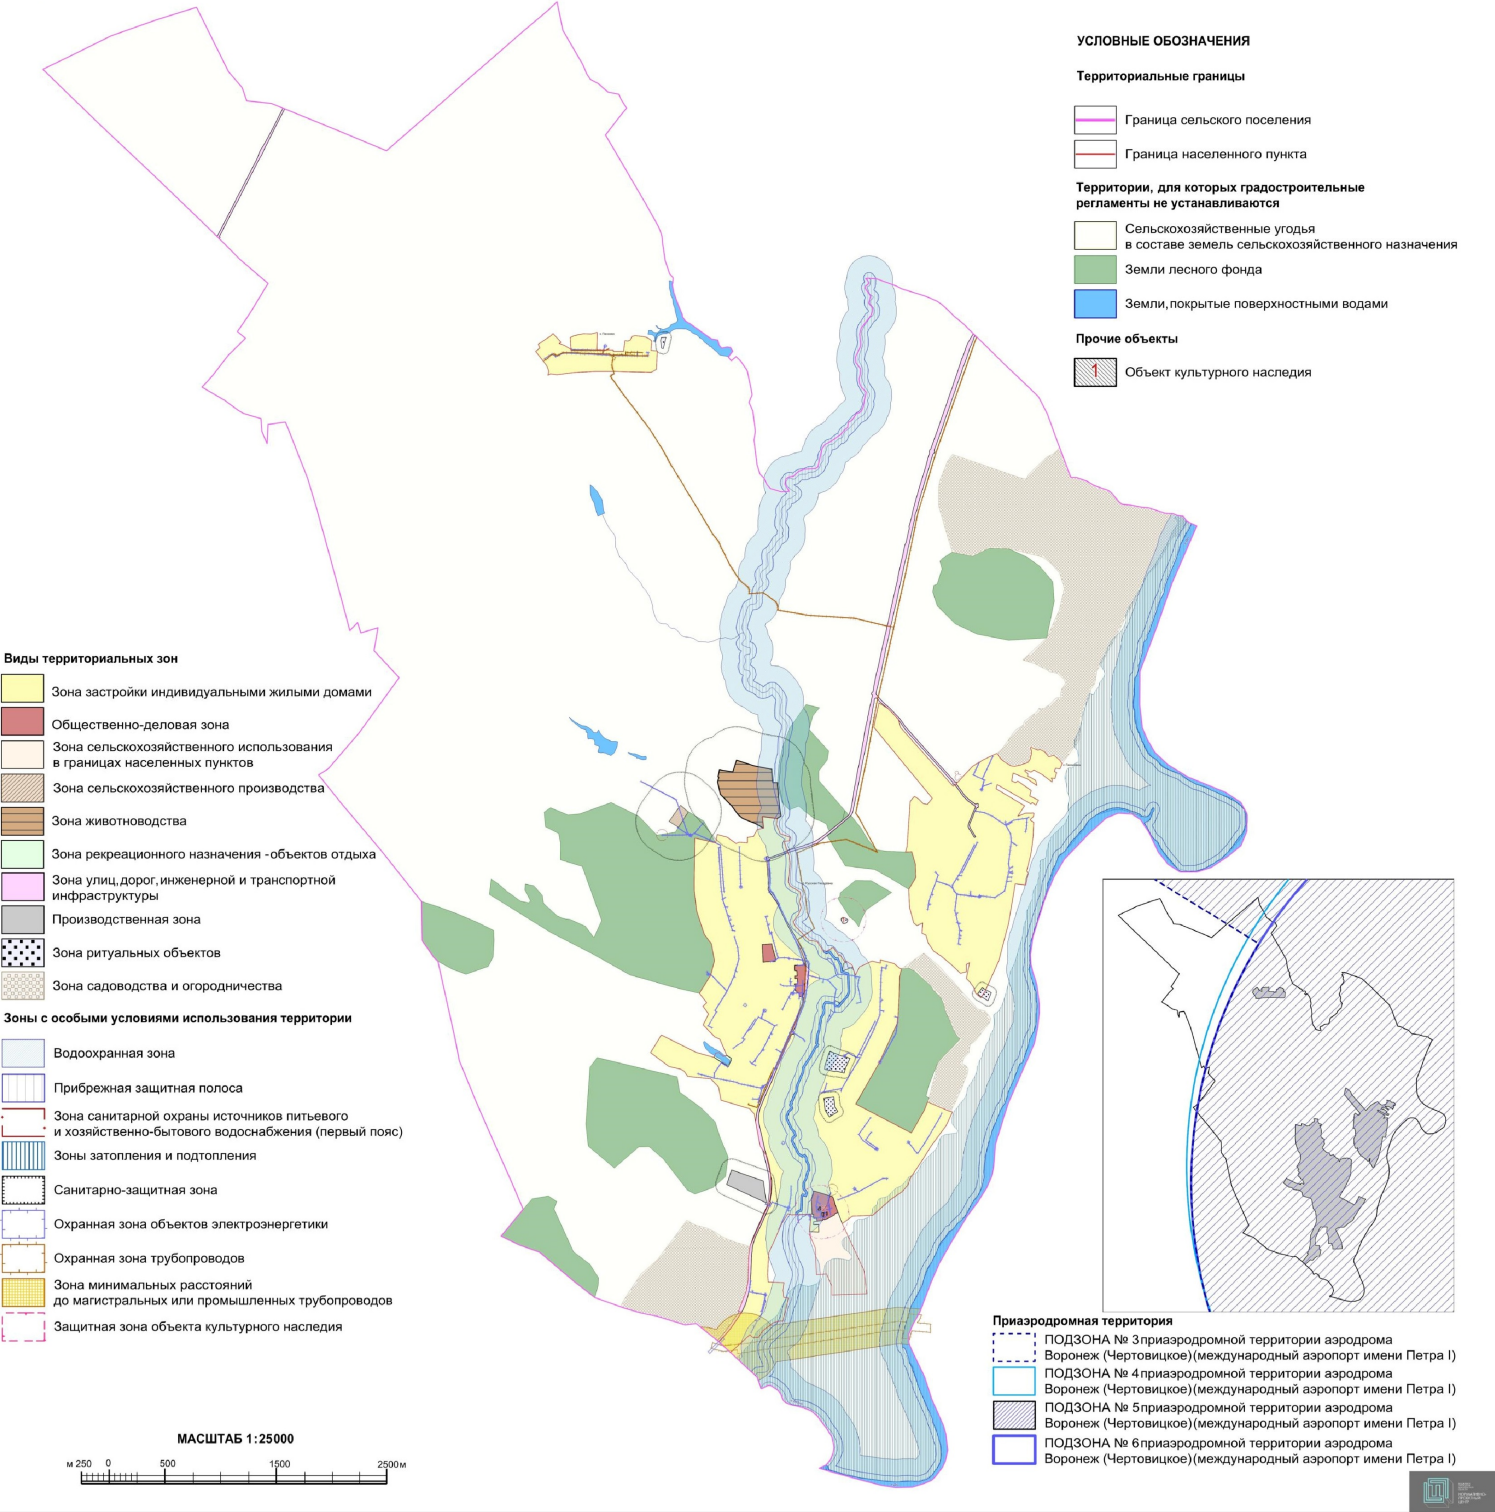 УСЛОВНЫЕ ОБОЗНАЧЕНИЯ
Территориальные границы
Граница сельского поселения
Граница населенного пункта
Территории, для которых градостроительные
регламенты не устанавливаются
Сельскохозяйственные угодья
в составе земель сельскохозяйственного назначения
Земли лесного фонда
Земли, покрытые поверхностными водами
Прочие объекты
1
Объект культурного наследия
Виды территориальных зон
Зона застройки индивидуальными жилыми домами
Общественно-деловая зона
Зона сельскохозяйственного использования
в границах населенных пунктов
Зона сельскохозяйственного производства
Зона животноводства
Зона рекреационного назначения - объектов отдыха
Зона улиц, дорог, инженерной и транспортной
инфраструктуры
Производственная зона
Зона ритуальных объектов
Зона садоводства и огородничества
Зоны с особыми условиями использования территории
Водоохранная зона
Прибрежная защитная полоса
Зона санитарной охраны источников питьевого
и хозяйственно-бытового водоснабжения (первый пояс)
Зоны затопления и подтопления
Санитарно-защитная зона
Охранная зона объектов электроэнергетики
Охранная зона трубопроводов
Зона минимальных расстояний
до магистральных или промышленных трубопроводов
Защитная зона объекта культурного наследия
МАСШТАБ 1:25000
м 250 0 500 1500 2500 м
Приаэродромная территория
ПОДЗОНА № 3 приаэродромной территории аэродрома
Воронеж (Чертовицкое)(международный аэропорт имени Петра I)
ПОДЗОНА № 4 приаэродромной территории аэродрома
Воронеж (Чертовицкое)(международный аэропорт имени Петра I)
ПОДЗОНА № 5 приаэродромной территории аэродрома
Воронеж (Чертовицкое)(международный аэропорт имени Петра I)
ПОДЗОНА № 6 приаэродромной территории аэродрома
Воронеж (Чертовицкое)(международный аэропорт имени Петра I)